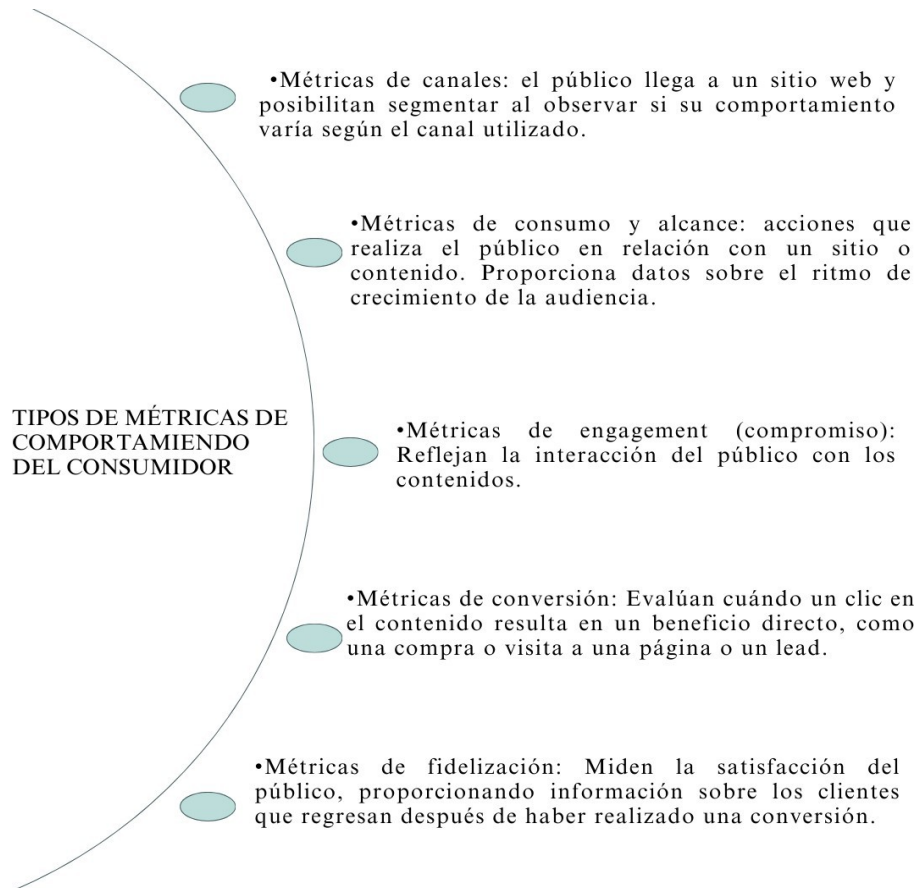 •Métricas de canales: el público llega a un sitio web y
posibilitan segmentar al observar si su comportamiento
varía según el canal utilizado.
•Métricas de consumo y alcance: acciones que
realiza el público en relación con un sitio o
contenido. Proporciona datos sobre el ritmo de
crecimiento de la audiencia.
TIPOS DE MÉTRICAS DE
COMPORTAMIENDO
DEL CONSUMIDOR
•Métricas de engagement (compromiso):
Reflejan la interacción del público con los
contenidos.
•Métricas de conversión: Evalúan cuándo un clic en
el contenido resulta en un beneficio directo, como
una compra o visita a una página o un lead.
•Métricas de fidelización: Miden la satisfacción del
público, proporcionando información sobre los clientes
que regresan después de haber realizado una conversión.